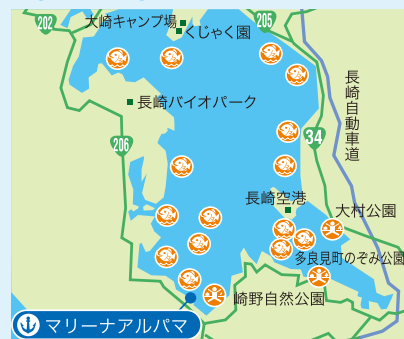 202
大崎キャンプ場
くじゃく園
205
長崎バイオパーク
長崎自動車道
34
206
長崎空港
大村公園
多良見町のぞみ公園
崎野自然公園
マリーナアルパマ